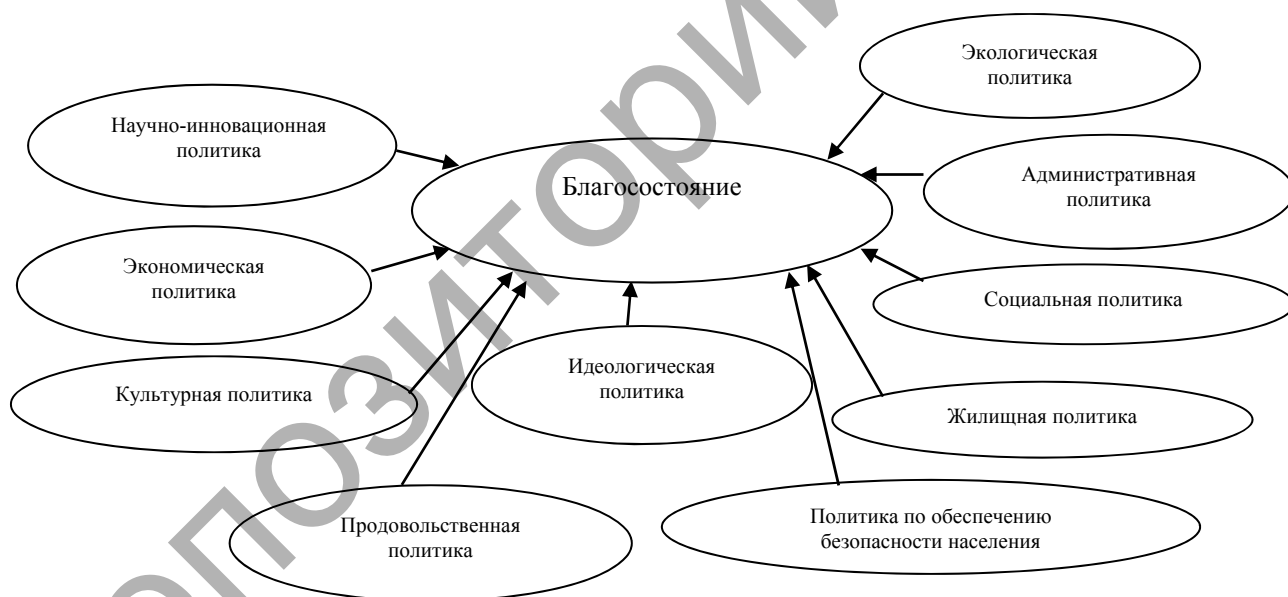 Экологическая
политика
Научно-инновационная
политика
Благосостояние
Административная
политика
Экономическая
политика
Социальная политика
Идеологическая
политика
Культурная политика
Жилищная политика
Продовольственная
политика
Политика по обеспечению
безопасности населения
позиторий